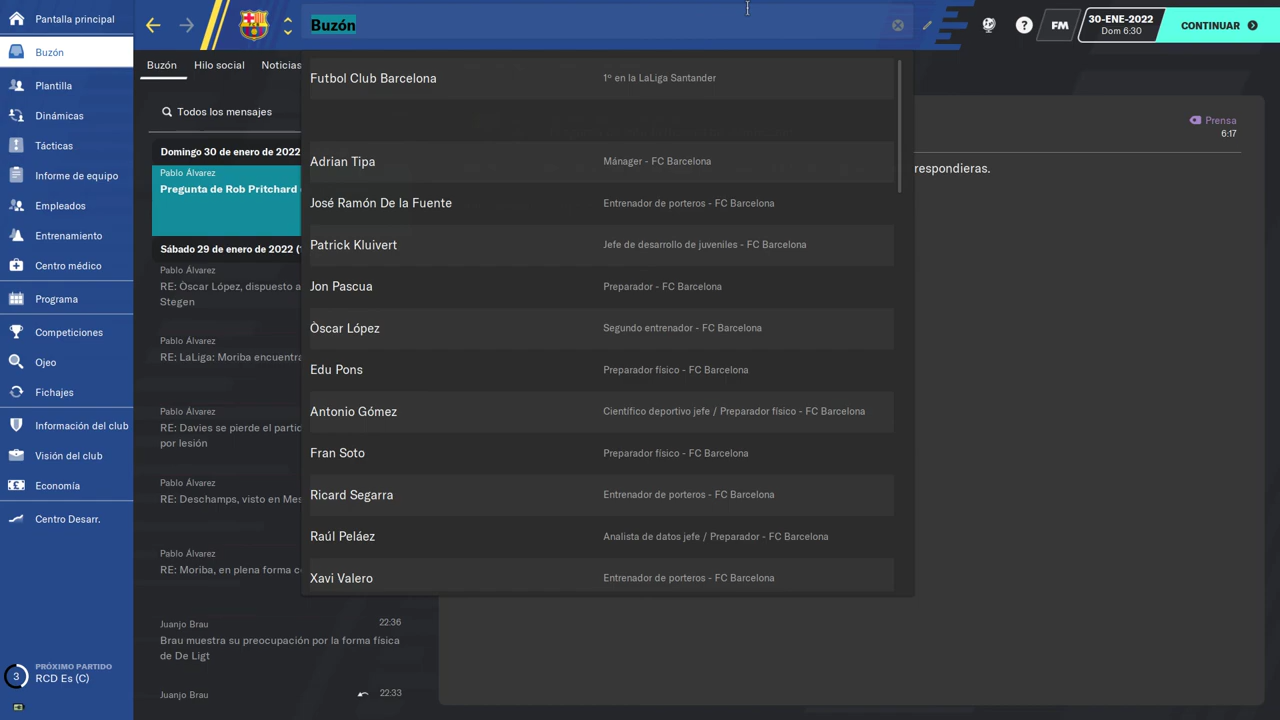 Pantalla principal
Buzón
Plantilla
Dinámicas
Tácticas
Informe de equipo
Empleados
Entrenamiento
Centro médico
Programa
Competiciones
Ojeo
Fichajes
Información del club
Visión del club
Economía
Centro Desarr.
3
PRÓXIMO PARTIDO
RCD Es (C)
Buzón
FM
30-ENE-2022
Dom 6:30
CONTINUAR
Buzón Hilo social Noticias
Todos los mensajes
Domingo 30 de enero de 2022
Pablo Álvarez
Pregunta de Rob Pritchard
Sábado 29 de enero de 2022
Pablo Álvarez
RE: Òscar López, dispuesto a
Stegen
Pablo Álvarez
RE: LaLiga: Moriba encuentra
Pablo Álvarez
RE: Davies se pierde el partid
por lesión
Pablo Álvarez
RE: Deschamps, visto en Mes
Pablo Álvarez
RE: Moriba, en plena forma c
Juanjo Brau 22:36
Brau muestra su preocupación por la forma física
de De Ligt
Juanjo Brau 22:33
Futbol Club Barcelona 1º en la LaLiga Santander
Adrian Tipa Mánager - FC Barcelona
José Ramón De la Fuente Entrenador de porteros - FC Barcelona
Patrick Kluivert Jefe de desarrollo de juveniles - FC Barcelona
Jon Pascua Preparador - FC Barcelona
Òscar López Segundo entrenador - FC Barcelona
Edu Pons Preparador físico - FC Barcelona
Antonio Gómez Científico deportivo jefe / Preparador físico - FC Barcelona
Fran Soto Preparador físico - FC Barcelona
Ricard Segarra Entrenador de porteros - FC Barcelona
Raúl Peláez Analista de datos jefe / Preparador - FC Barcelona
Xavi Valero Entrenador de porteros - FC Barcelona
Prensa
6:17
respondieras.